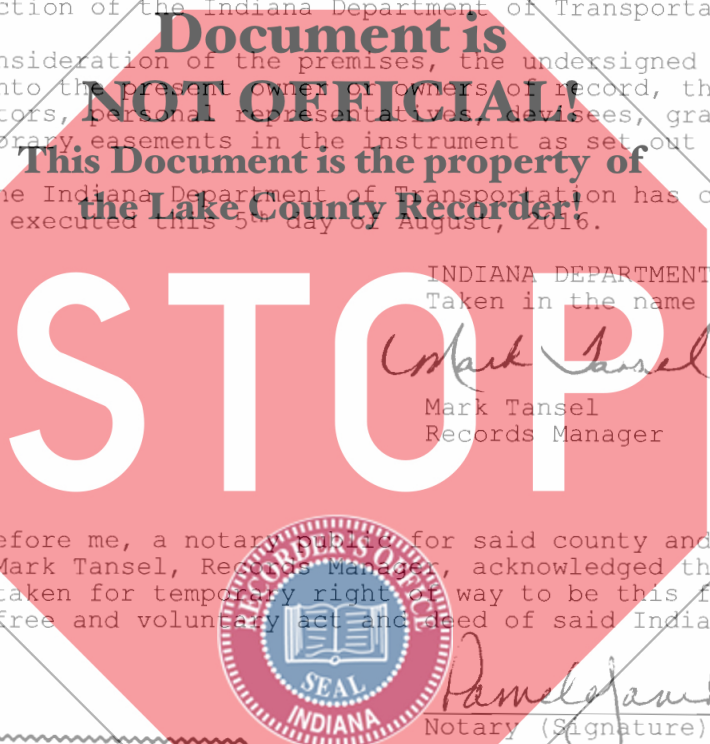 ction of the Indiana Department of Transporta
Document is
nsideration of the premises, the undersigned
NOT OFFICIAL!
nto the present owner or owners of record, th
tors, personal representatives, devisees, gra
orary easements in the instrument as set out
This Document is the property of
he Indiana Department of Transportation has c
the Lake County Recorder!
executed this 5th day of August, 2016.
INDIANA DEPARTMENT
Taken in the name
STOP
Mark Tansel
Mark Tansel
Records Manager
efore me, a notary public for said county and
Mark Tansel, Records Manager, acknowledged th
taken for temporary right of way to be this f
free and voluntary act and deed of said India
RECORDER'S OFFICE
SEAL
INDIANA
Notary (Signature)